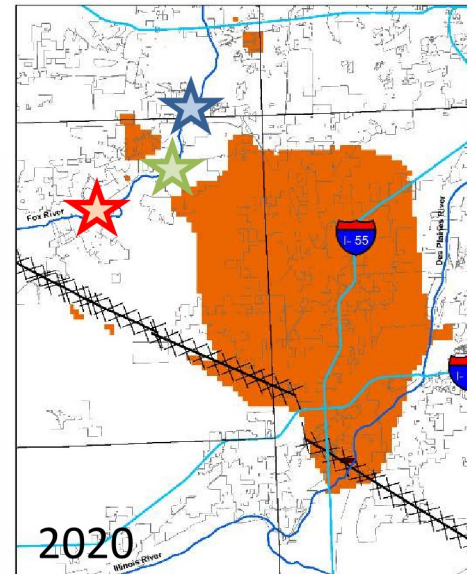 Fox River
I- 55
Des Plaines River
I-
2020
Illinois River